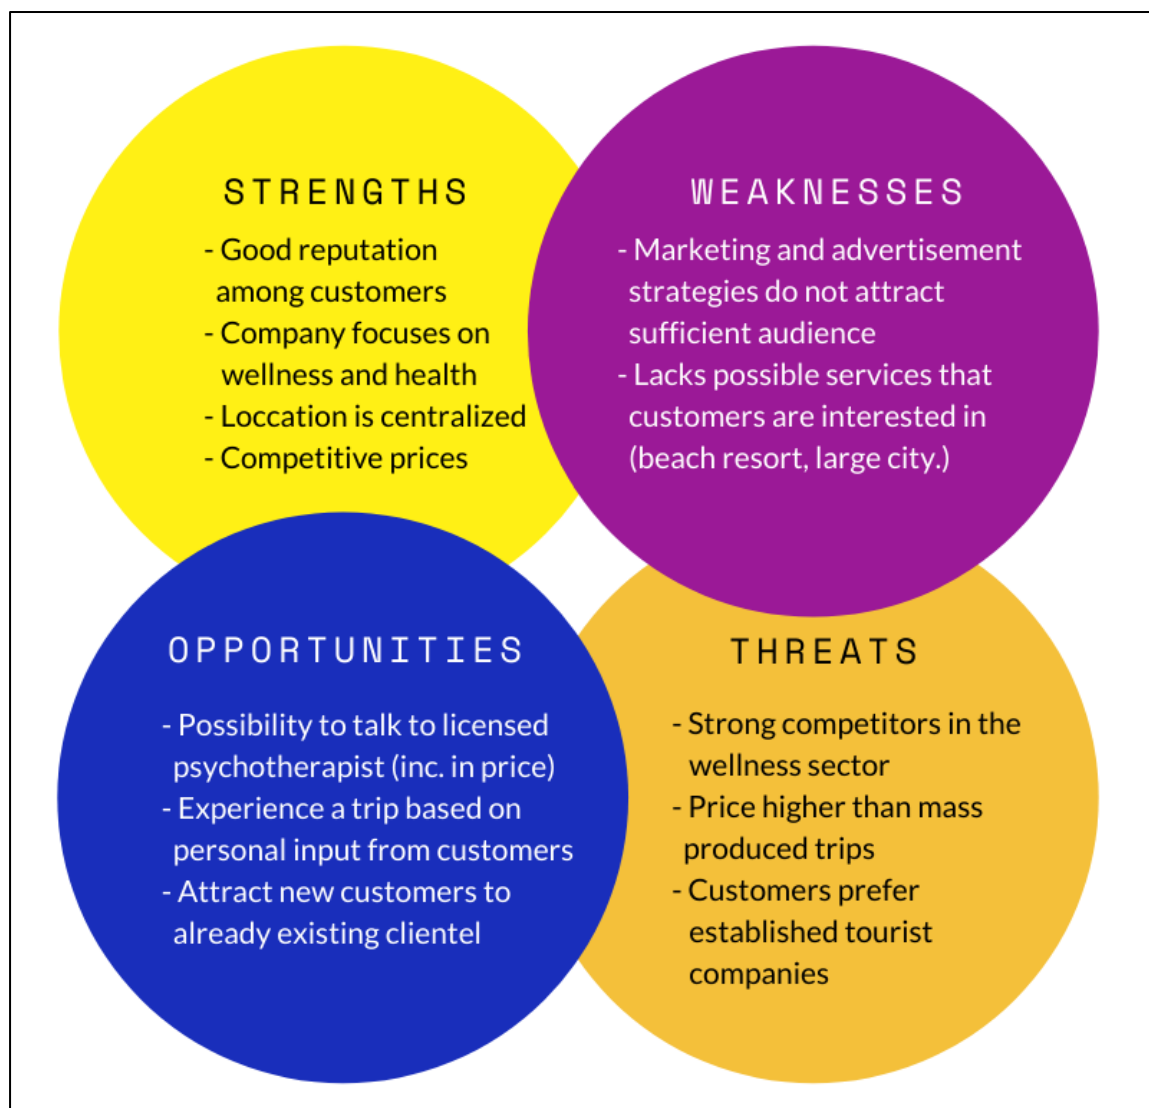 STRENGTHS
- Good reputation
among customers
- Company focuses on
wellness and health
- Loccation is centralized
- Competitive prices
WEAKNESSES
- Marketing and advertisement
strategies do not attract
sufficient audience
- Lacks possible services that
customers are interested in
(beach resort, large city.)
OPPORTUNITIES
- Possibility to talk to licensed
psychotherapist (inc. in price)
- Experience a trip based on
personal input from customers
- Attract new customers to
already existing clientel
THREATS
- Strong competitors in the
wellness sector
- Price higher than mass
produced trips
- Customers prefer
established tourist
companies